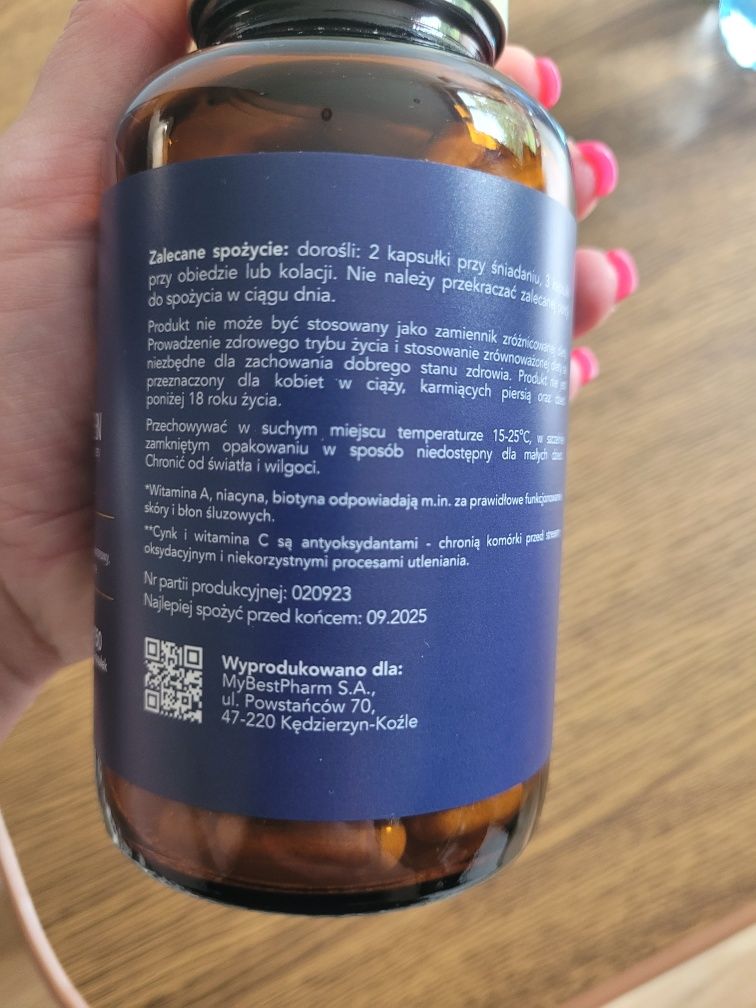 Zalecane spożycie: dorośli: 2 kapsułki przy śniadaniu, 3
przy obiedzie lub kolacji. Nie należy przekraczać zalecanej
do spożycia w ciągu dnia.
Produkt nie może być stosowany jako zamiennik zróżnicowanej
Prowadzenie zdrowego trybu życia i stosowanie zrównoważonej
niezbędne dla zachowania dobrego stanu zdrowia. Produkt nie
przeznaczony dla kobiet w ciąży, karmiących piersią oraz
poniżej 18 roku życia.
Przechowywać w suchym miejscu temperaturze 15-25°C, w
zamkniętym opakowaniu w sposób niedostępny dla małych
Chronić od światła i wilgoci.
*Witamina A, niacyna, biotyna odpowiadają m.in. za prawidłowe funkcjonowanie
skóry i błon śluzowych.
**Cynk i witamina C są antyoksydantami - chronią komórki przed
oksydacyjnym i niekorzystnymi procesami utleniania.
Nr partii produkcyjnej: 020923
Najlepiej spożyć przed końcem: 09.2025
Wyprodukowano dla:
MyBestPharm S.A.,
ul. Powstańców 70,
47-220 Kędzierzyn-Koźle